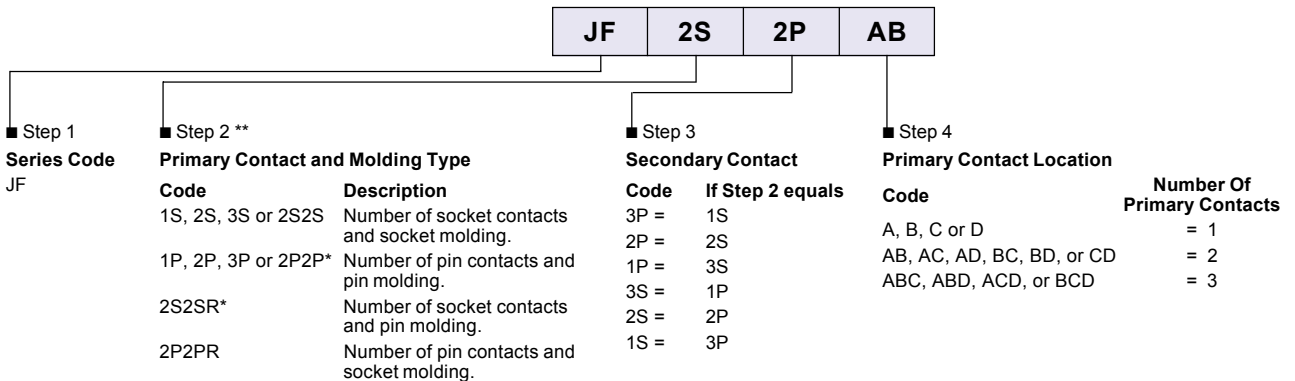 JF 2S 2P AB
■ Step 1
Series Code
JF
■ Step 2 **
Primary Contact and Molding Type
Code Description
1S, 2S, 3S or 2S2S Number of socket contacts
and socket molding.
1P, 2P, 3P or 2P2P* Number of pin contacts and
pin molding.
2S2SR* Number of socket contacts
and pin molding.
2P2PR Number of pin contacts and
socket molding.
■ Step 3
Secondary Contact
Code If Step 2 equals
3P = 1S
2P = 2S
1P = 3S
3S = 1P
2S = 2P
1S = 3P
■ Step 4
Primary Contact Location
Code Number Of
Primary Contacts
A, B, C or D = 1
AB, AC, AD, BC, BD, or CD = 2
ABC, ABD, ACD, or BCD = 3